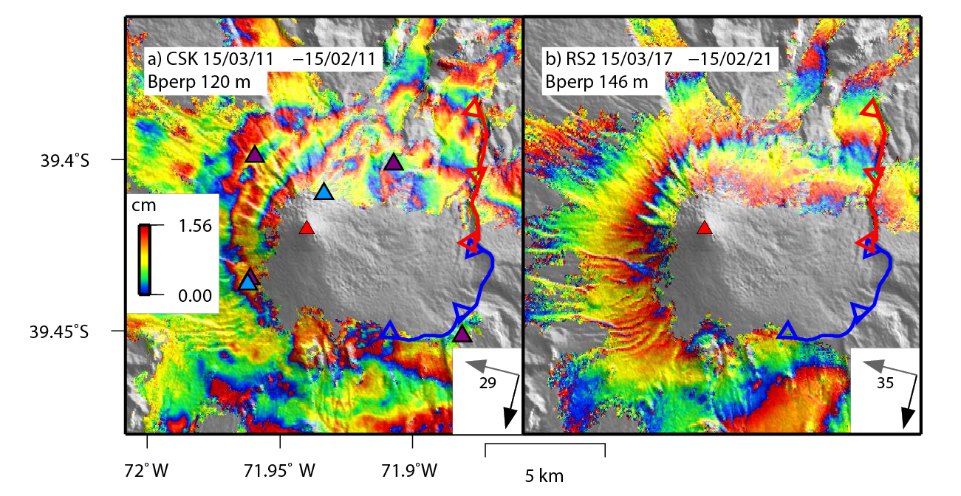 a) CSK 15/03/11 −15/02/11
Bperp 120 m
b) RS2 15/03/17 −15/02/21
Bperp 146 m
39.4°S
cm
1.56
0.00
39.45°S
29
35
72°W
71.95° W
71.9°W
5 km